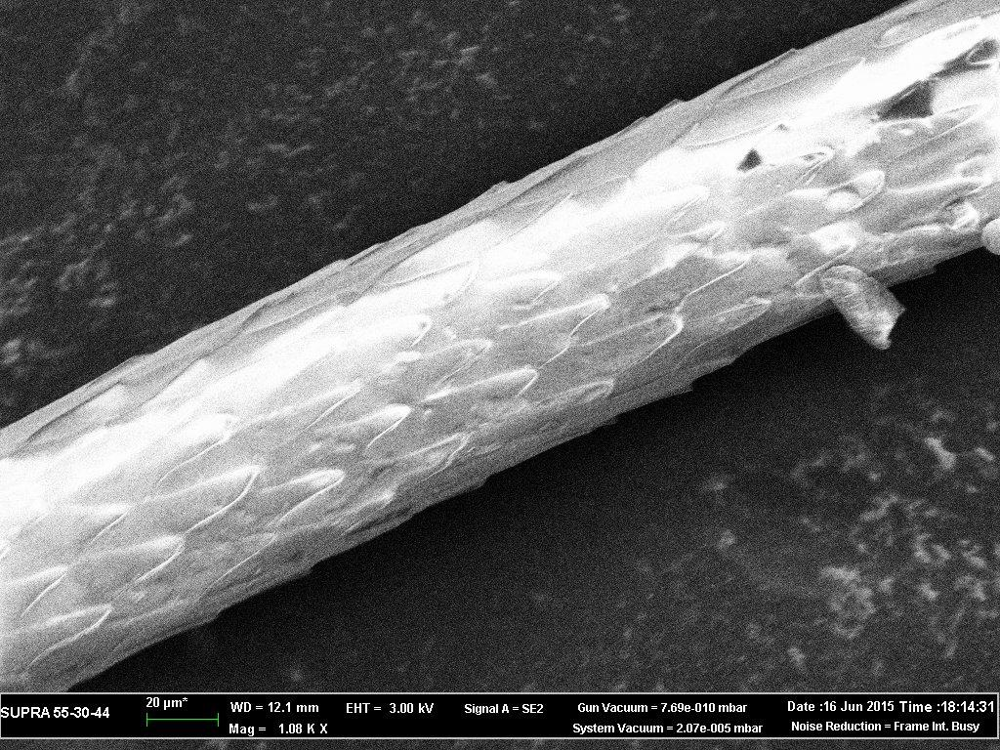 SUPRA 55-30-44
20 µm*
WD = 12.1 mm
Mag = 1.08 K X
EHT = 3.00 kV
Signal A = SE2
Gun Vacuum = 7.69e-010 mbar
System Vacuum = 2.07e-005 mbar
Date :16 Jun 2015 Time :18:14:31
Noise Reduction = Frame Int. Busy